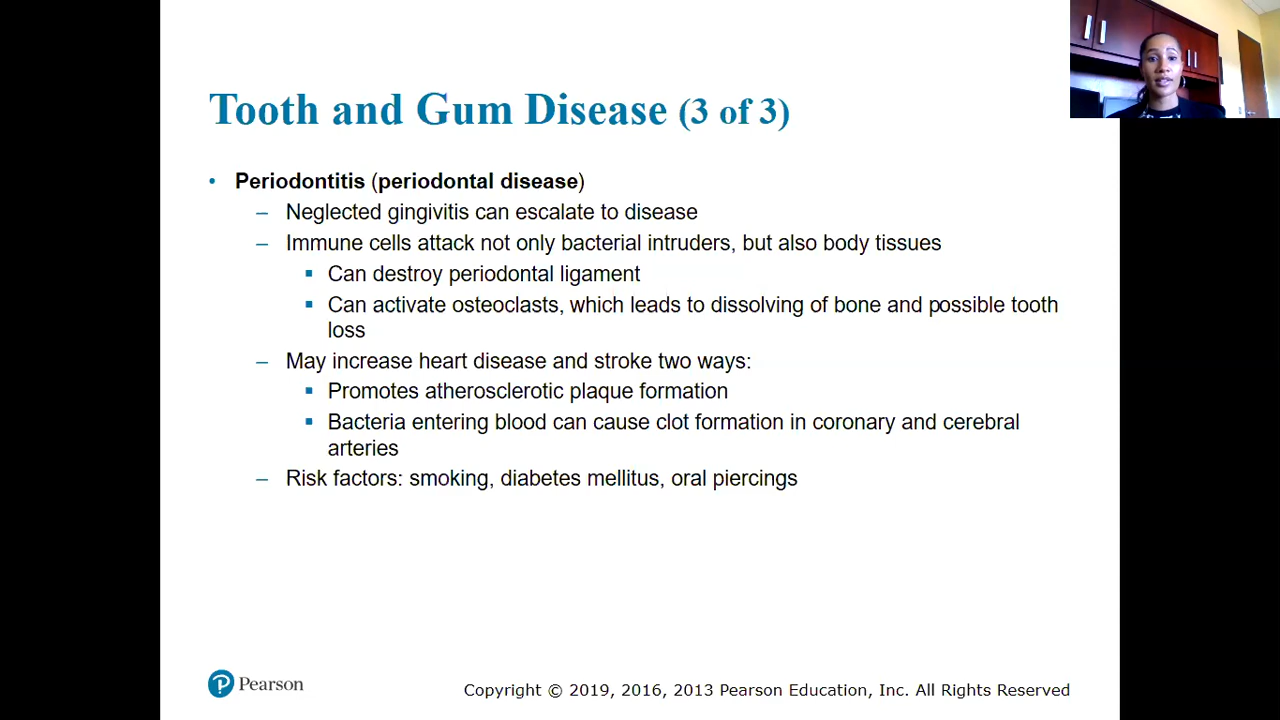 Tooth and Gum Disease (3 of 3)
• Periodontitis (periodontal disease)
– Neglected gingivitis can escalate to disease
– Immune cells attack not only bacterial intruders, but also body tissues
▪ Can destroy periodontal ligament
▪ Can activate osteoclasts, which leads to dissolving of bone and possible tooth
loss
– May increase heart disease and stroke two ways:
▪ Promotes atherosclerotic plaque formation
▪ Bacteria entering blood can cause clot formation in coronary and cerebral
arteries
– Risk factors: smoking, diabetes mellitus, oral piercings
P Pearson
Copyright © 2019, 2016, 2013 Pearson Education, Inc. All Rights Reserved